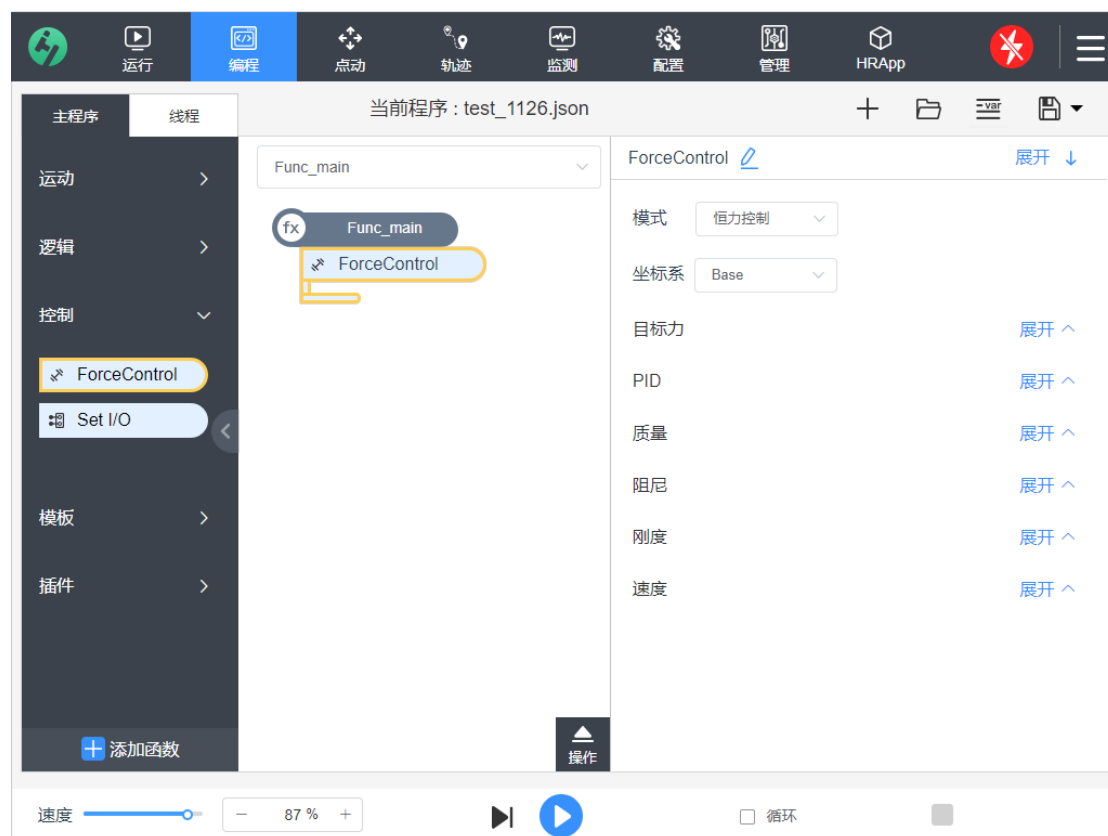 运行
编程
点动
轨迹
监测
配置
管理
HRApp
主程序
线程
当前程序 : test_1126.json
var
运动
逻辑
控制
ForceControl
Set I/O
模板
插件
添加函数
Func_main
fx
Func_main
ForceControl
操作
ForceControl
展开
模式
恒力控制
坐标系
Base
目标力
展开
PID
展开
质量
展开
阻尼
展开
刚度
展开
速度
展开
速度
87 %
循环